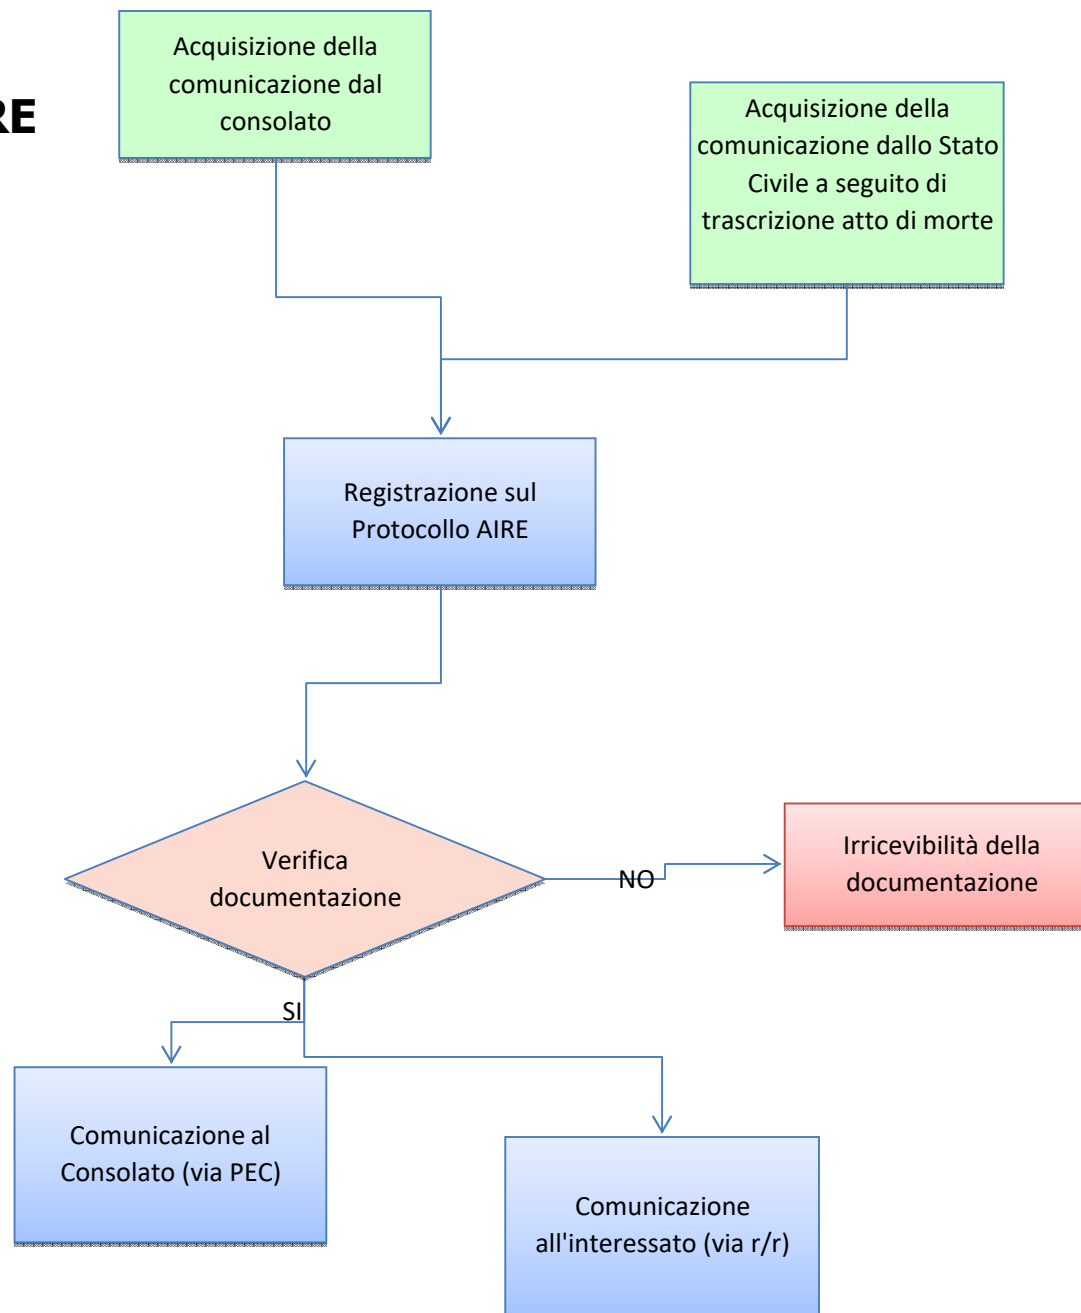 RE
Acquisizione della
comunicazione dal
consolato
Acquisizione della
comunicazione dallo Stato
Civile a seguito di
trascrizione atto di morte
Registrazione sul
Protocollo AIRE
Verifica
documentazione
NO
Irricevibilità della
documentazione
SI
Comunicazione al
Consolato (via PEC)
Comunicazione
all'interessato (via r/r)